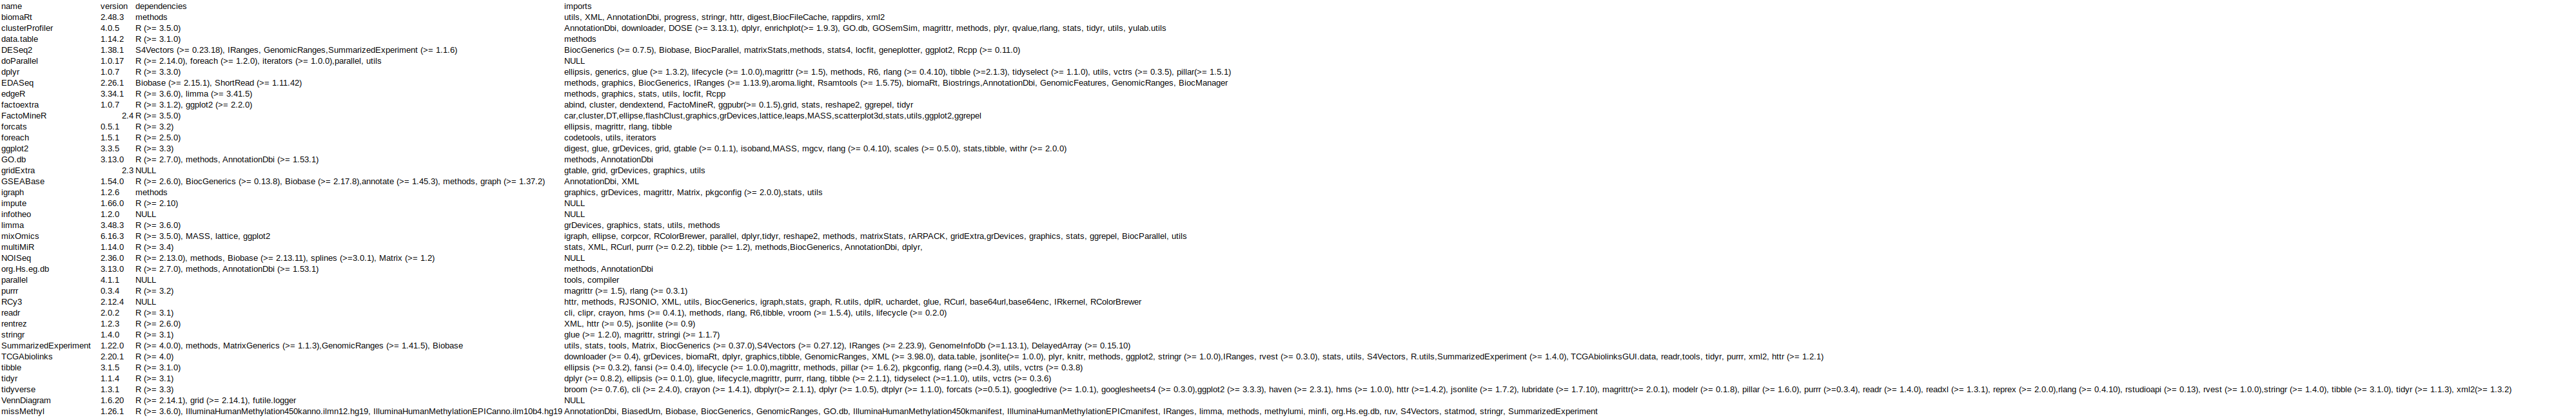 name version dependencies imports
biomaRt 2.48.3 methods utils, XML, AnnotationDbi, progress, stringr, httr, digest,BiocFileCache, rappdirs, xml2
clusterProfiler 4.0.5 R (>= 3.5.0) AnnotationDbi, downloader, DOSE (>= 3.13.1), dplyr, enrichplot(>= 1.9.3), GO.db, GOSemSim, magrittr, methods, plyr, qvalue,rlang, stats, tidyr, utils, yulab.utils
data.table 1.14.2 R (>= 3.1.0) methods
DESeq2 1.38.1 S4Vectors (>= 0.23.18), IRanges, GenomicRanges,SummarizedExperiment (>= 1.1.6) BiocGenerics (>= 0.7.5), Biobase, BiocParallel, matrixStats,methods, stats4, locfit, geneplotter, ggplot2, Rcpp (>= 0.11.0)
doParallel 1.0.17 R (>= 2.14.0), foreach (>= 1.2.0), iterators (>= 1.0.0),parallel, utils NULL
dplyr 1.0.7 R (>= 3.3.0) ellipsis, generics, glue (>= 1.3.2), lifecycle (>= 1.0.0),magrittr (>= 1.5), methods, R6, rlang (>= 0.4.10), tibble (>=2.1.3), tidyselect (>= 1.1.0), utils, vctrs (>= 0.3.5), pillar(>= 1.5.1)
EDASeq 2.26.1 Biobase (>= 2.15.1), ShortRead (>= 1.11.42) methods, graphics, BiocGenerics, IRanges (>= 1.13.9),aroma.light, Rsamtools (>= 1.5.75), biomaRt, Biostrings,AnnotationDbi, GenomicFeatures, GenomicRanges, BiocManager
edgeR 3.34.1 R (>= 3.6.0), limma (>= 3.41.5) methods, graphics, stats, utils, locfit, Rcpp
factoextra 1.0.7 R (>= 3.1.2), ggplot2 (>= 2.2.0) abind, cluster, dendextend, FactoMineR, ggpubr(>= 0.1.5),grid, stats, reshape2, ggrepel, tidyr
FactoMineR 2.4 R (>= 3.5.0) car,cluster,DT,ellipse,flashClust,graphics,grDevices,lattice,leaps,MASS,scatterplot3d,stats,utils,ggplot2,ggrepel
forcats 0.5.1 R (>= 3.2) ellipsis, magrittr, rlang, tibble
foreach 1.5.1 R (>= 2.5.0) codetools, utils, iterators
ggplot2 3.3.5 R (>= 3.3) digest, glue, grDevices, grid, gtable (>= 0.1.1), isoband,MASS, mgcv, rlang (>= 0.4.10), scales (>= 0.5.0), stats,tibble, withr (>= 2.0.0)
GO.db 3.13.0 R (>= 2.7.0), methods, AnnotationDbi (>= 1.53.1) methods, AnnotationDbi
gridExtra 2.3 NULL gtable, grid, grDevices, graphics, utils
GSEABase 1.54.0 R (>= 2.6.0), BiocGenerics (>= 0.13.8), Biobase (>= 2.17.8),annotate (>= 1.45.3), methods, graph (>= 1.37.2) AnnotationDbi, XML
igraph 1.2.6 methods graphics, grDevices, magrittr, Matrix, pkgconfig (>= 2.0.0),stats, utils
impute 1.66.0 R (>= 2.10) NULL
infotheo 1.2.0 NULL NULL
limma 3.48.3 R (>= 3.6.0) grDevices, graphics, stats, utils, methods
mixOmics 6.16.3 R (>= 3.5.0), MASS, lattice, ggplot2 igraph, ellipse, corpcor, RColorBrewer, parallel, dplyr,tidyr, reshape2, methods, matrixStats, rARPACK, gridExtra,grDevices, graphics, stats, ggrepel, BiocParallel, utils
multiMiR 1.14.0 R (>= 3.4) stats, XML, RCurl, purrr (>= 0.2.2), tibble (>= 1.2), methods,BiocGenerics, AnnotationDbi, dplyr,
NOISeq 2.36.0 R (>= 2.13.0), methods, Biobase (>= 2.13.11), splines (>=3.0.1), Matrix (>= 1.2) NULL
org.Hs.eg.db 3.13.0 R (>= 2.7.0), methods, AnnotationDbi (>= 1.53.1) methods, AnnotationDbi
parallel 4.1.1 NULL tools, compiler
purrr 0.3.4 R (>= 3.2) magrittr (>= 1.5), rlang (>= 0.3.1)
RCy3 2.12.4 NULL httr, methods, RJSONIO, XML, utils, BiocGenerics, igraph,stats, graph, R.utils, dplR, uchardet, glue, RCurl, base64url,base64enc, IRkernel, RColorBrewer
readr 2.0.2 R (>= 3.1) cli, clipr, crayon, hms (>= 0.4.1), methods, rlang, R6,tibble, vroom (>= 1.5.4), utils, lifecycle (>= 0.2.0)
rentrez 1.2.3 R (>= 2.6.0) XML, httr (>= 0.5), jsonlite (>= 0.9)
stringr 1.4.0 R (>= 3.1) glue (>= 1.2.0), magrittr, stringi (>= 1.1.7)
SummarizedExperiment 1.22.0 R (>= 4.0.0), methods, MatrixGenerics (>= 1.1.3),GenomicRanges (>= 1.41.5), Biobase utils, stats, tools, Matrix, BiocGenerics (>= 0.37.0),S4Vectors (>= 0.27.12), IRanges (>= 2.23.9), GenomeInfoDb (>=1.13.1), DelayedArray (>= 0.15.10)
TCGAbiolinks 2.20.1 R (>= 4.0) downloader (>= 0.4), grDevices, biomaRt, dplyr, graphics,tibble, GenomicRanges, XML (>= 3.98.0), data.table, jsonlite(>= 1.0.0), plyr, knitr, methods, ggplot2, stringr (>= 1.0.0),IRanges, rvest (>= 0.3.0), stats, utils, S4Vectors, R.utils,SummarizedExperiment (>= 1.4.0), TCGAbiolinksGUI.data, readr,tools, tidyr, purrr, xml2, httr (>= 1.2.1)
tibble 3.1.5 R (>= 3.1.0) ellipsis (>= 0.3.2), fansi (>= 0.4.0), lifecycle (>= 1.0.0),magrittr, methods, pillar (>= 1.6.2), pkgconfig, rlang (>=0.4.3), utils, vctrs (>= 0.3.8)
tidyr 1.1.4 R (>= 3.1) dplyr (>= 0.8.2), ellipsis (>= 0.1.0), glue, lifecycle,magrittr, purrr, rlang, tibble (>= 2.1.1), tidyselect (>=1.1.0), utils, vctrs (>= 0.3.6)
tidyverse 1.3.1 R (>= 3.3) broom (>= 0.7.6), cli (>= 2.4.0), crayon (>= 1.4.1), dbplyr(>= 2.1.1), dplyr (>= 1.0.5), dtplyr (>= 1.1.0), forcats (>=0.5.1), googledrive (>= 1.0.1), googlesheets4 (>= 0.3.0),ggplot2 (>= 3.3.3), haven (>= 2.3.1), hms (>= 1.0.0), httr (>=1.4.2), jsonlite (>= 1.7.2), lubridate (>= 1.7.10), magrittr(>= 2.0.1), modelr (>= 0.1.8), pillar (>= 1.6.0), purrr (>=0.3.4), readr (>= 1.4.0), readxl (>= 1.3.1), reprex (>= 2.0.0),rlang (>= 0.4.10), rstudioapi (>= 0.13), rvest (>= 1.0.0),stringr (>= 1.4.0), tibble (>= 3.1.0), tidyr (>= 1.1.3), xml2(>= 1.3.2)
VennDiagram 1.6.20 R (>= 2.14.1), grid (>= 2.14.1), futile.logger NULL
missMethyl 1.26.1 R (>= 3.6.0), IlluminaHumanMethylation450kanno.ilmn12.hg19, IlluminaHumanMethylationEPICanno.ilm10b4.hg19 AnnotationDbi, BiasedUrn, Biobase, BiocGenerics, GenomicRanges, GO.db, IlluminaHumanMethylation450kmanifest, IlluminaHumanMethylationEPICmanifest, IRanges, limma, methods, methylumi, minfi, org.Hs.eg.db, ruv, S4Vectors, statmod, stringr, SummarizedExperiment